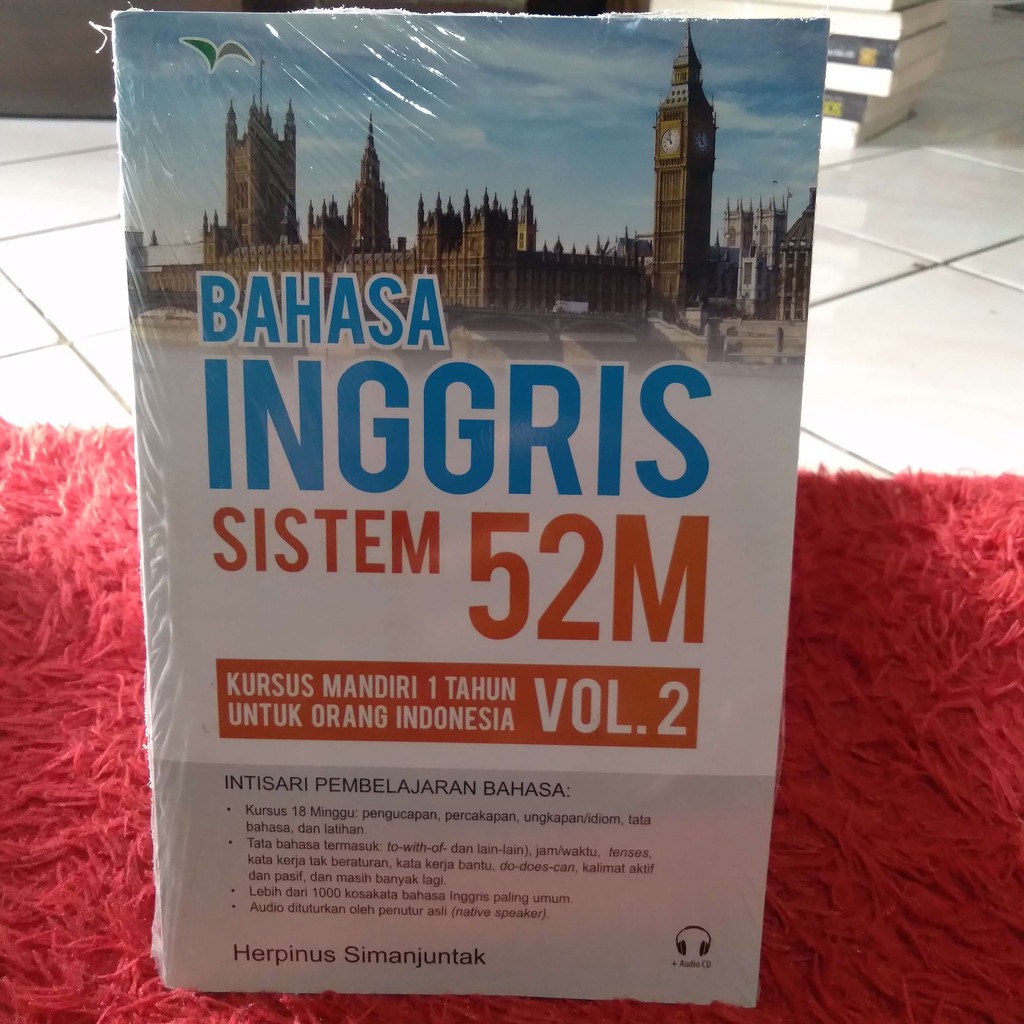 BAHASA
INGGRIS
SISTEM 52M
KURSUS MANDIRI 1 TAHUN
UNTUK ORANG INDONESIA
VOL. 2
INTISARI PEMBELAJARAN BAHASA:
• Kursus 18 Minggu: pengucapan, percakapan, ungkapan/idiom, tata
bahasa, dan latihan.
• Tata bahasa termasuk: to-with-of- dan lain-lain), jam/waktu, tenses,
kata kerja tak beraturan, kata kerja bantu, do-does-can, kalimat aktif
dan pasif, dan masih banyak lagi.
• Lebih dari 1000 kosakata bahasa Inggris paling umum.
• Audio dituturkan oleh penutur asli (native speaker).
Herpinus Simanjuntak
+ Audio CD